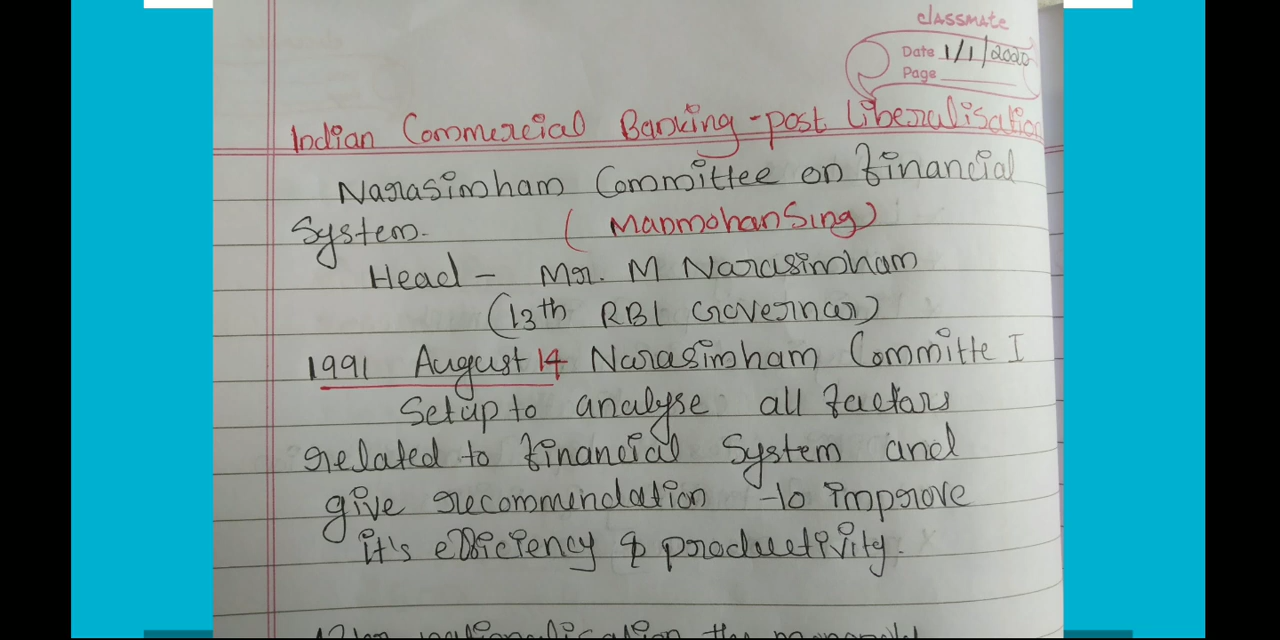 classmate
Date 1/1/2020
Page
Indian Commercial Banking - post liberalisation
Narasimham Committee on financial
System. (Manmohan Sing)
Head - Mr. M Narasimham
(13th RBI Governor)
1991 August 14 Narasimham Committe I
Setup to analyse all factors
related to financial System and
give recommendation to improve
it's efficiency & productivity.